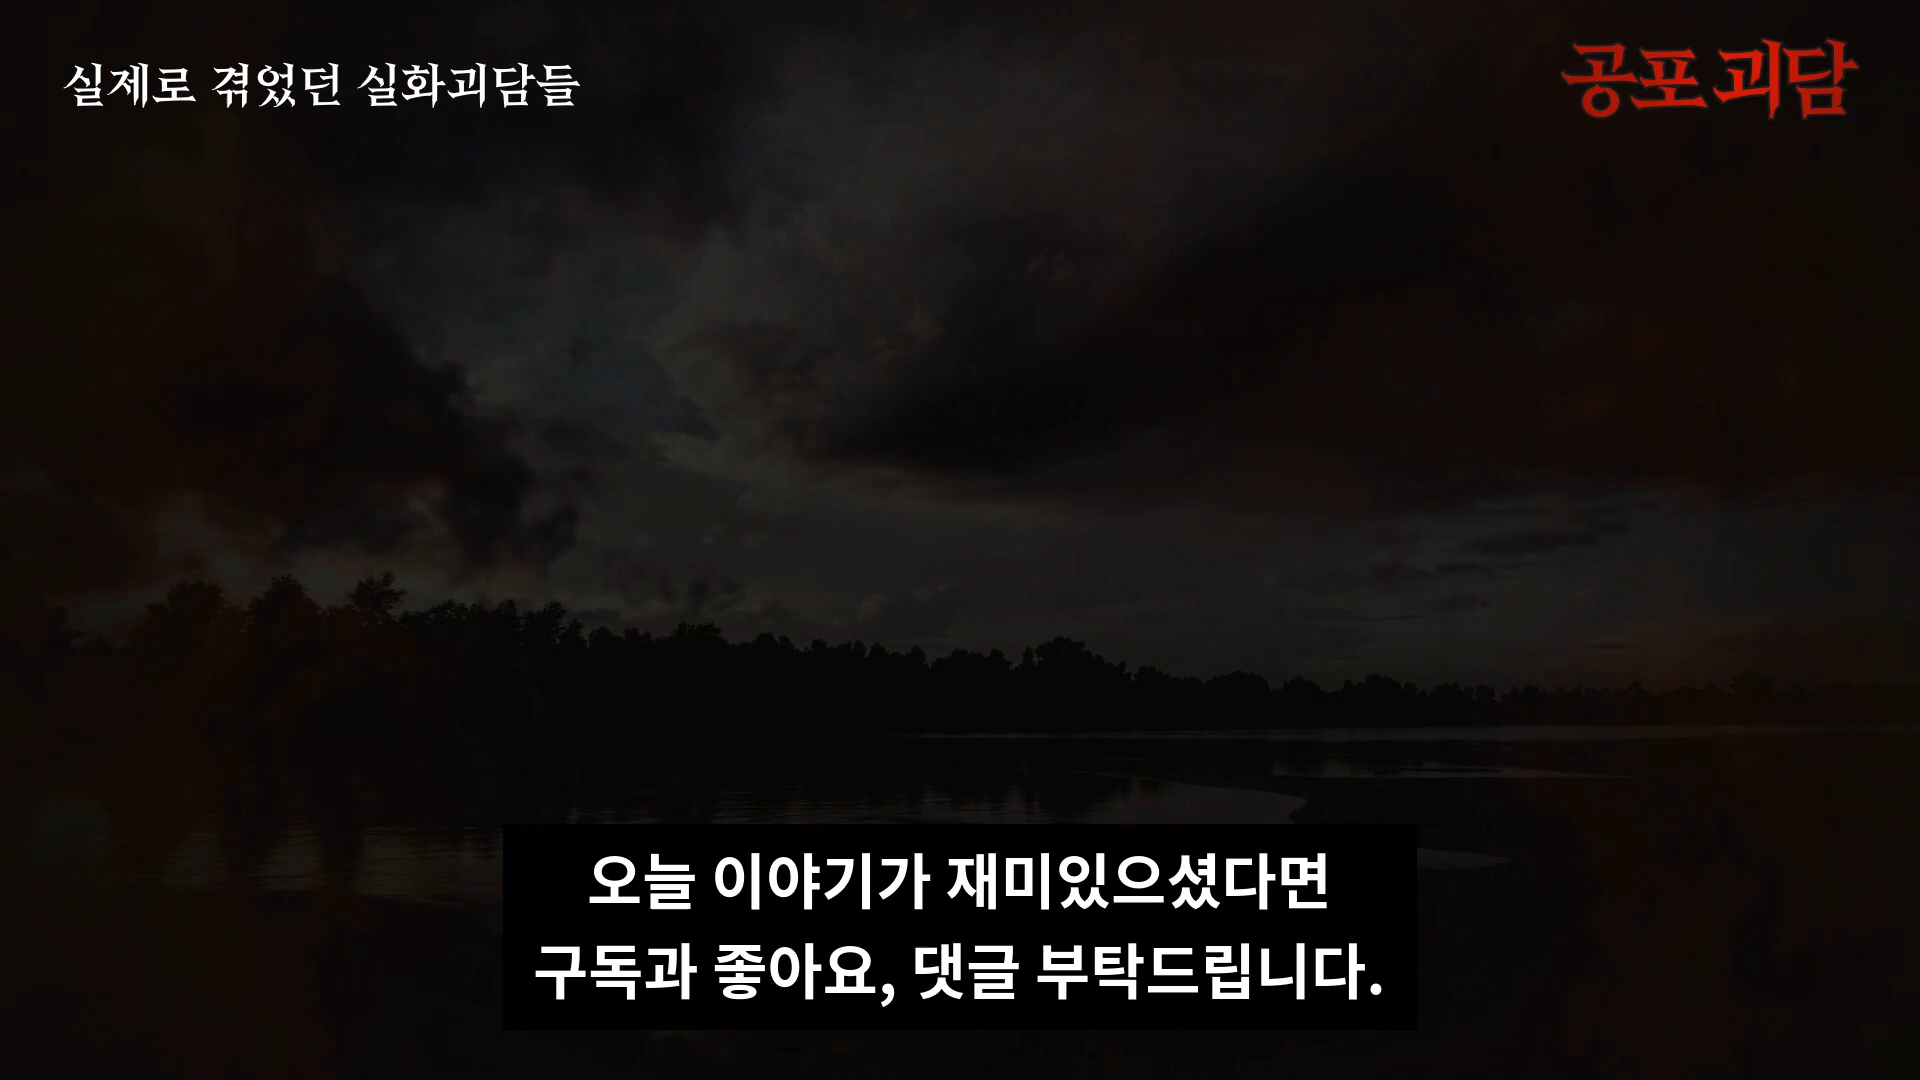 실제로 겪었던 실화괴담들
공포괴담
오늘 이야기가 재미있으셨다면
구독과 좋아요, 댓글 부탁드립니다.